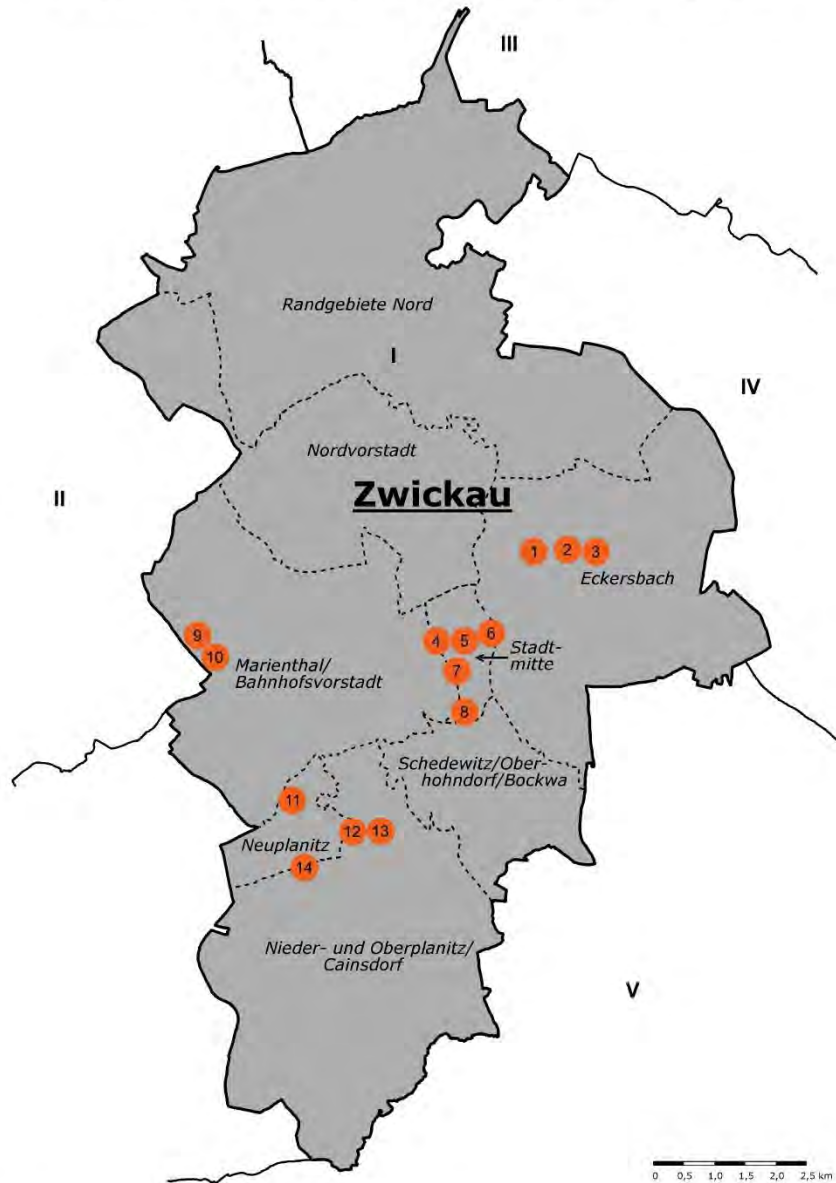 III
Randgebiete Nord
I
IV
Nordvorstadt
II
Zwickau
1 2 3
Eckersbach
4 5 6
Stadt-
mitte
9
10
7
Marienthal/
Bahnhofsvorstadt
8
Schedewitz/Ober-
hohndorf/Bockwa
11
12 13
Neuplanitz
14
Nieder- und Oberplanitz/
Cainsdorf
V
0 0,5 1,0 1,5 2,0 2,5 km